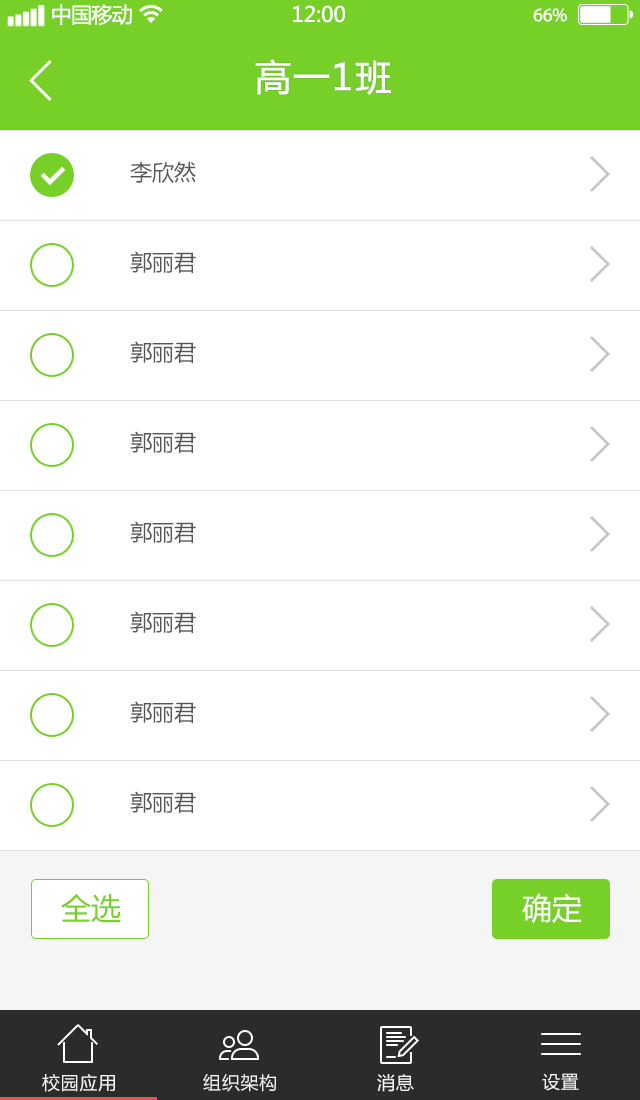 中国移动 12:00 66%
高一1班
李欣然
郭丽君
郭丽君
郭丽君
郭丽君
郭丽君
郭丽君
郭丽君
全选 确定
校园应用 组织架构 消息 设置